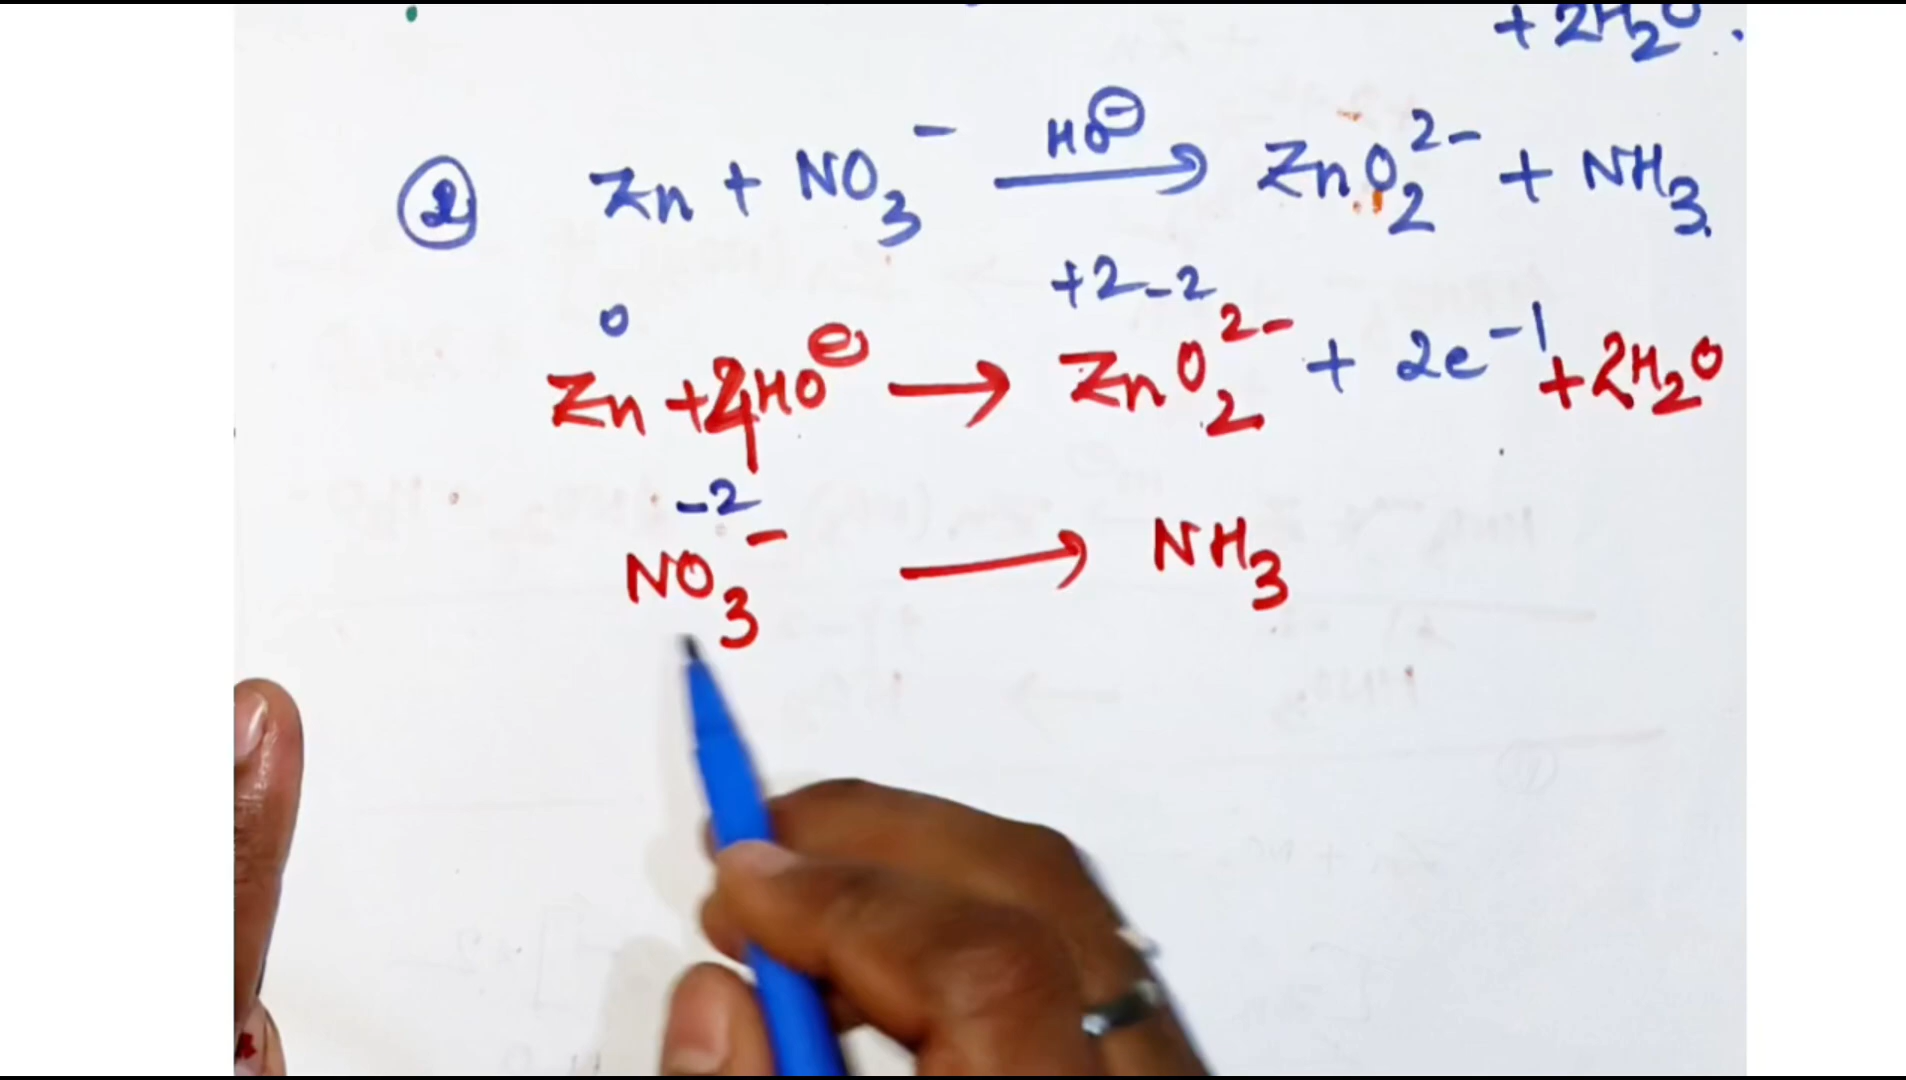 +2H₂O.
② Zn + NO₃⁻ HO⊖ → ZnO₂²⁻ + NH₃.
0 +2 -2
Zn + 4HO⊖ → ZnO₂²⁻ + 2e⁻¹ + 2H₂O
-2
NO₃⁻ → NH₃